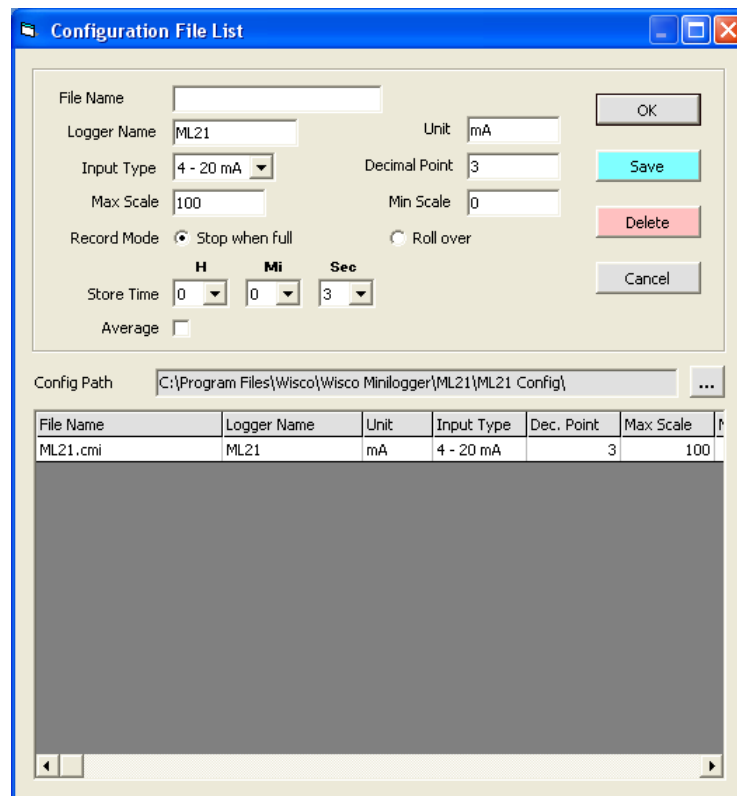 Configuration File List
File Name
OK
Logger Name ML21 Unit mA
Input Type 4 - 20 mA Decimal Point 3 Save
Max Scale 100 Min Scale 0
Delete
Record Mode Stop when full Roll over
H Mi Sec
Cancel
Store Time 0 0 3
Average
Config Path C:\Program Files\Wisco\Wisco Minilogger\ML21\ML21 Config\ ...
File Name Logger Name Unit Input Type Dec. Point Max Scale
ML21.cmi ML21 mA 4 - 20 mA 3 100